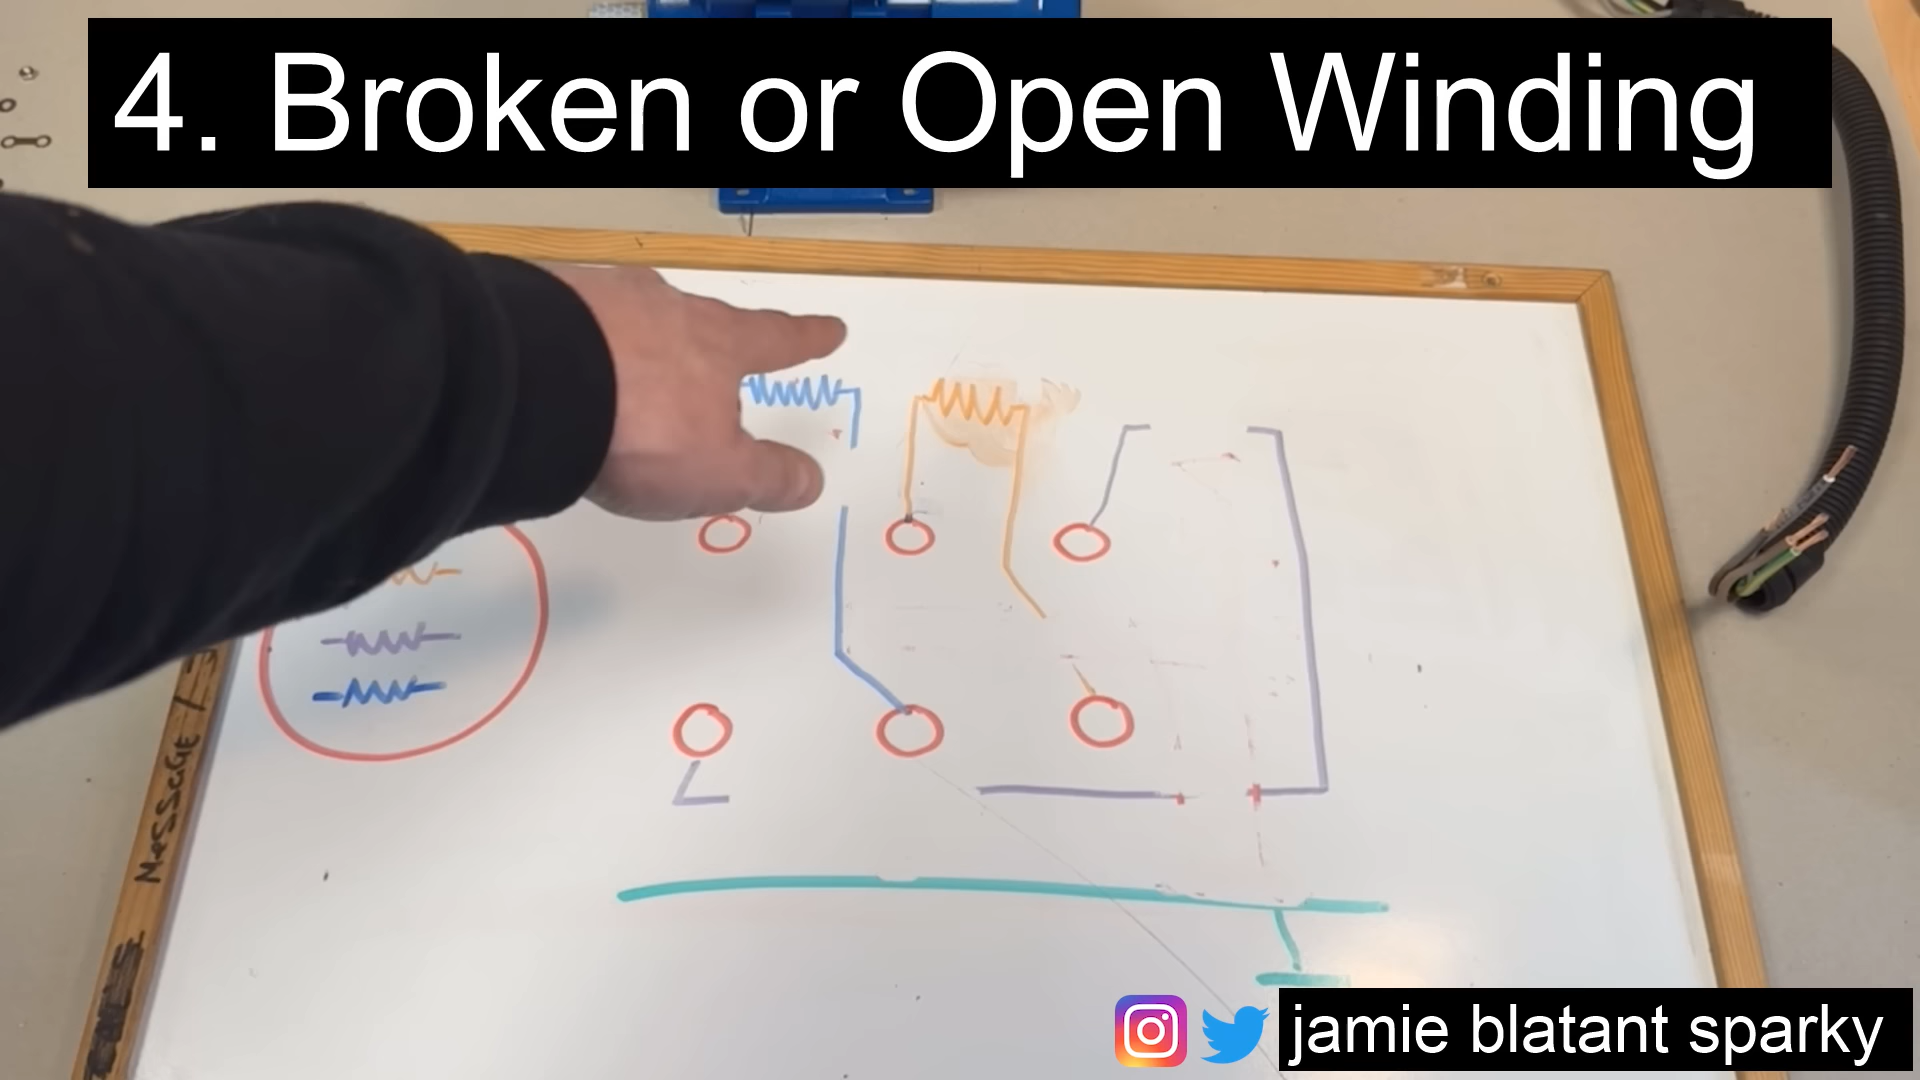 4. Broken or Open Winding
MESSAGE /
jamie blatant sparky